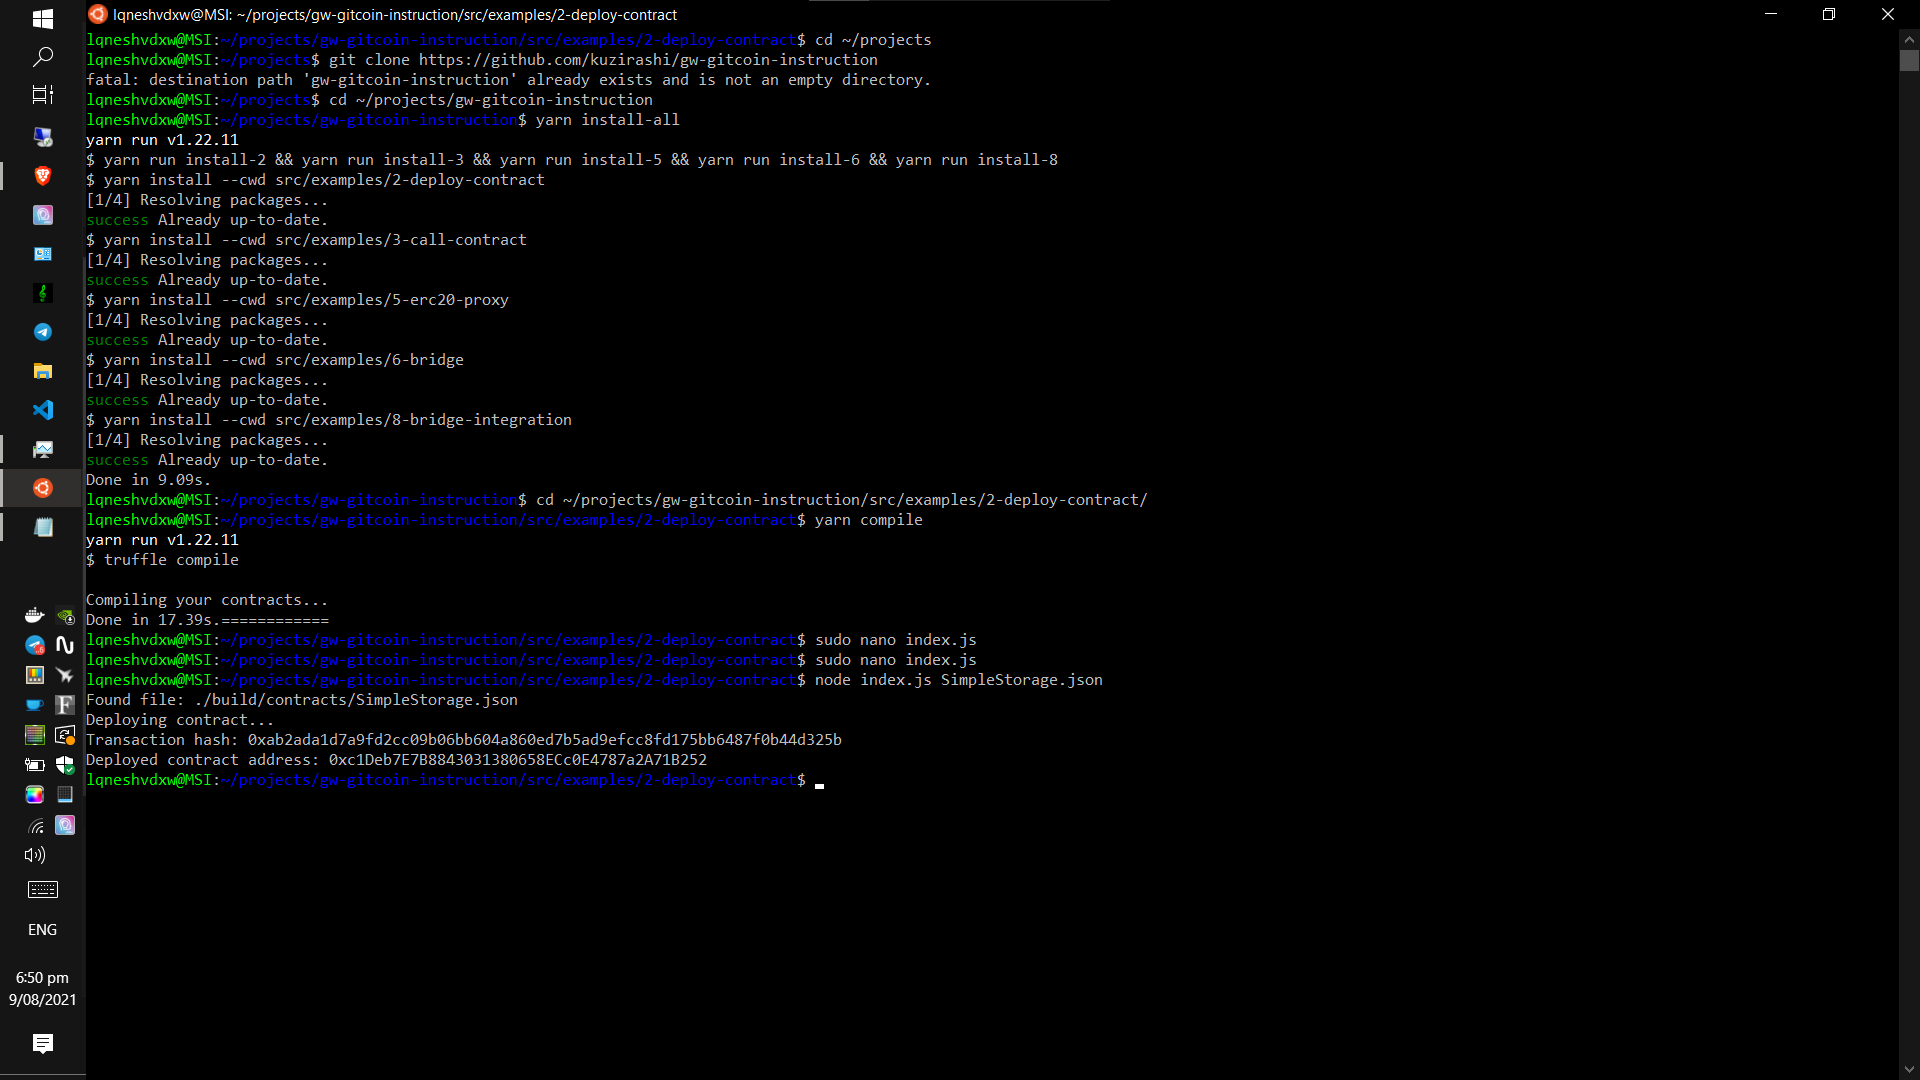 lqneshvdxw@MSI: ~/projects/gw-gitcoin-instruction/src/examples/2-deploy-contract
lqneshvdxw@MSI:~/projects/gw-gitcoin-instruction/src/examples/2-deploy-contract$ cd ~/projects
lqneshvdxw@MSI:~/projects$ git clone https://github.com/kuzirashi/gw-gitcoin-instruction
fatal: destination path 'gw-gitcoin-instruction' already exists and is not an empty directory.
lqneshvdxw@MSI:~/projects$ cd ~/projects/gw-gitcoin-instruction
lqneshvdxw@MSI:~/projects/gw-gitcoin-instruction$ yarn install-all
yarn run v1.22.11
$ yarn run install-2 && yarn run install-3 && yarn run install-5 && yarn run install-6 && yarn run install-8
$ yarn install --cwd src/examples/2-deploy-contract
[1/4] Resolving packages...
success Already up-to-date.
$ yarn install --cwd src/examples/3-call-contract
[1/4] Resolving packages...
success Already up-to-date.
$ yarn install --cwd src/examples/5-erc20-proxy
[1/4] Resolving packages...
success Already up-to-date.
$ yarn install --cwd src/examples/6-bridge
[1/4] Resolving packages...
success Already up-to-date.
$ yarn install --cwd src/examples/8-bridge-integration
[1/4] Resolving packages...
success Already up-to-date.
Done in 9.09s.
lqneshvdxw@MSI:~/projects/gw-gitcoin-instruction$ cd ~/projects/gw-gitcoin-instruction/src/examples/2-deploy-contract/
lqneshvdxw@MSI:~/projects/gw-gitcoin-instruction/src/examples/2-deploy-contract$ yarn compile
yarn run v1.22.11
$ truffle compile
Compiling your contracts...
Done in 17.39s.============
lqneshvdxw@MSI:~/projects/gw-gitcoin-instruction/src/examples/2-deploy-contract$ sudo nano index.js
lqneshvdxw@MSI:~/projects/gw-gitcoin-instruction/src/examples/2-deploy-contract$ sudo nano index.js
lqneshvdxw@MSI:~/projects/gw-gitcoin-instruction/src/examples/2-deploy-contract$ node index.js SimpleStorage.json
Found file: ./build/contracts/SimpleStorage.json
Deploying contract...
Transaction hash: 0xab2ada1d7a9fd2cc09b06bb604a860ed7b5ad9efcc8fd175bb6487f0b44d325b
Deployed contract address: 0xc1Deb7E7B8843031380658ECc0E4787a2A71B252
lqneshvdxw@MSI:~/projects/gw-gitcoin-instruction/src/examples/2-deploy-contract$
ENG
6:50 pm
9/08/2021